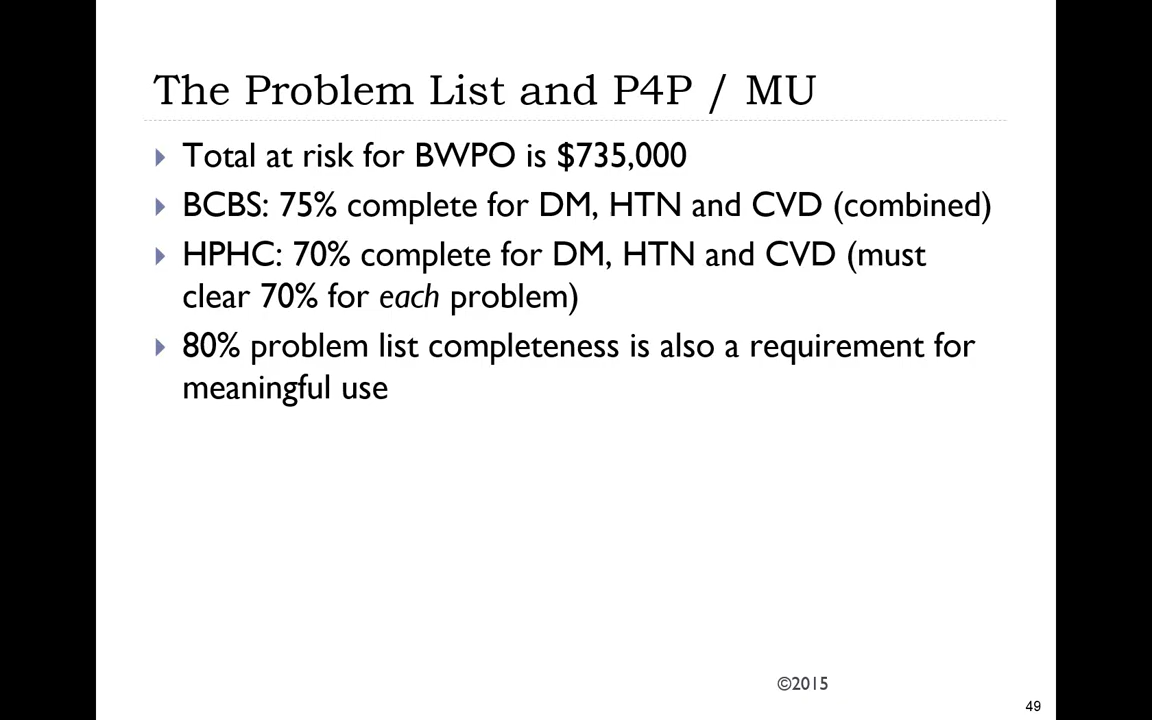 The Problem List and P4P / MU
Total at risk for BWPO is $735,000
BCBS: 75% complete for DM, HTN and CVD (combined)
HPHC: 70% complete for DM, HTN and CVD (must
clear 70% for each problem)
80% problem list completeness is also a requirement for
meaningful use
©2015
49